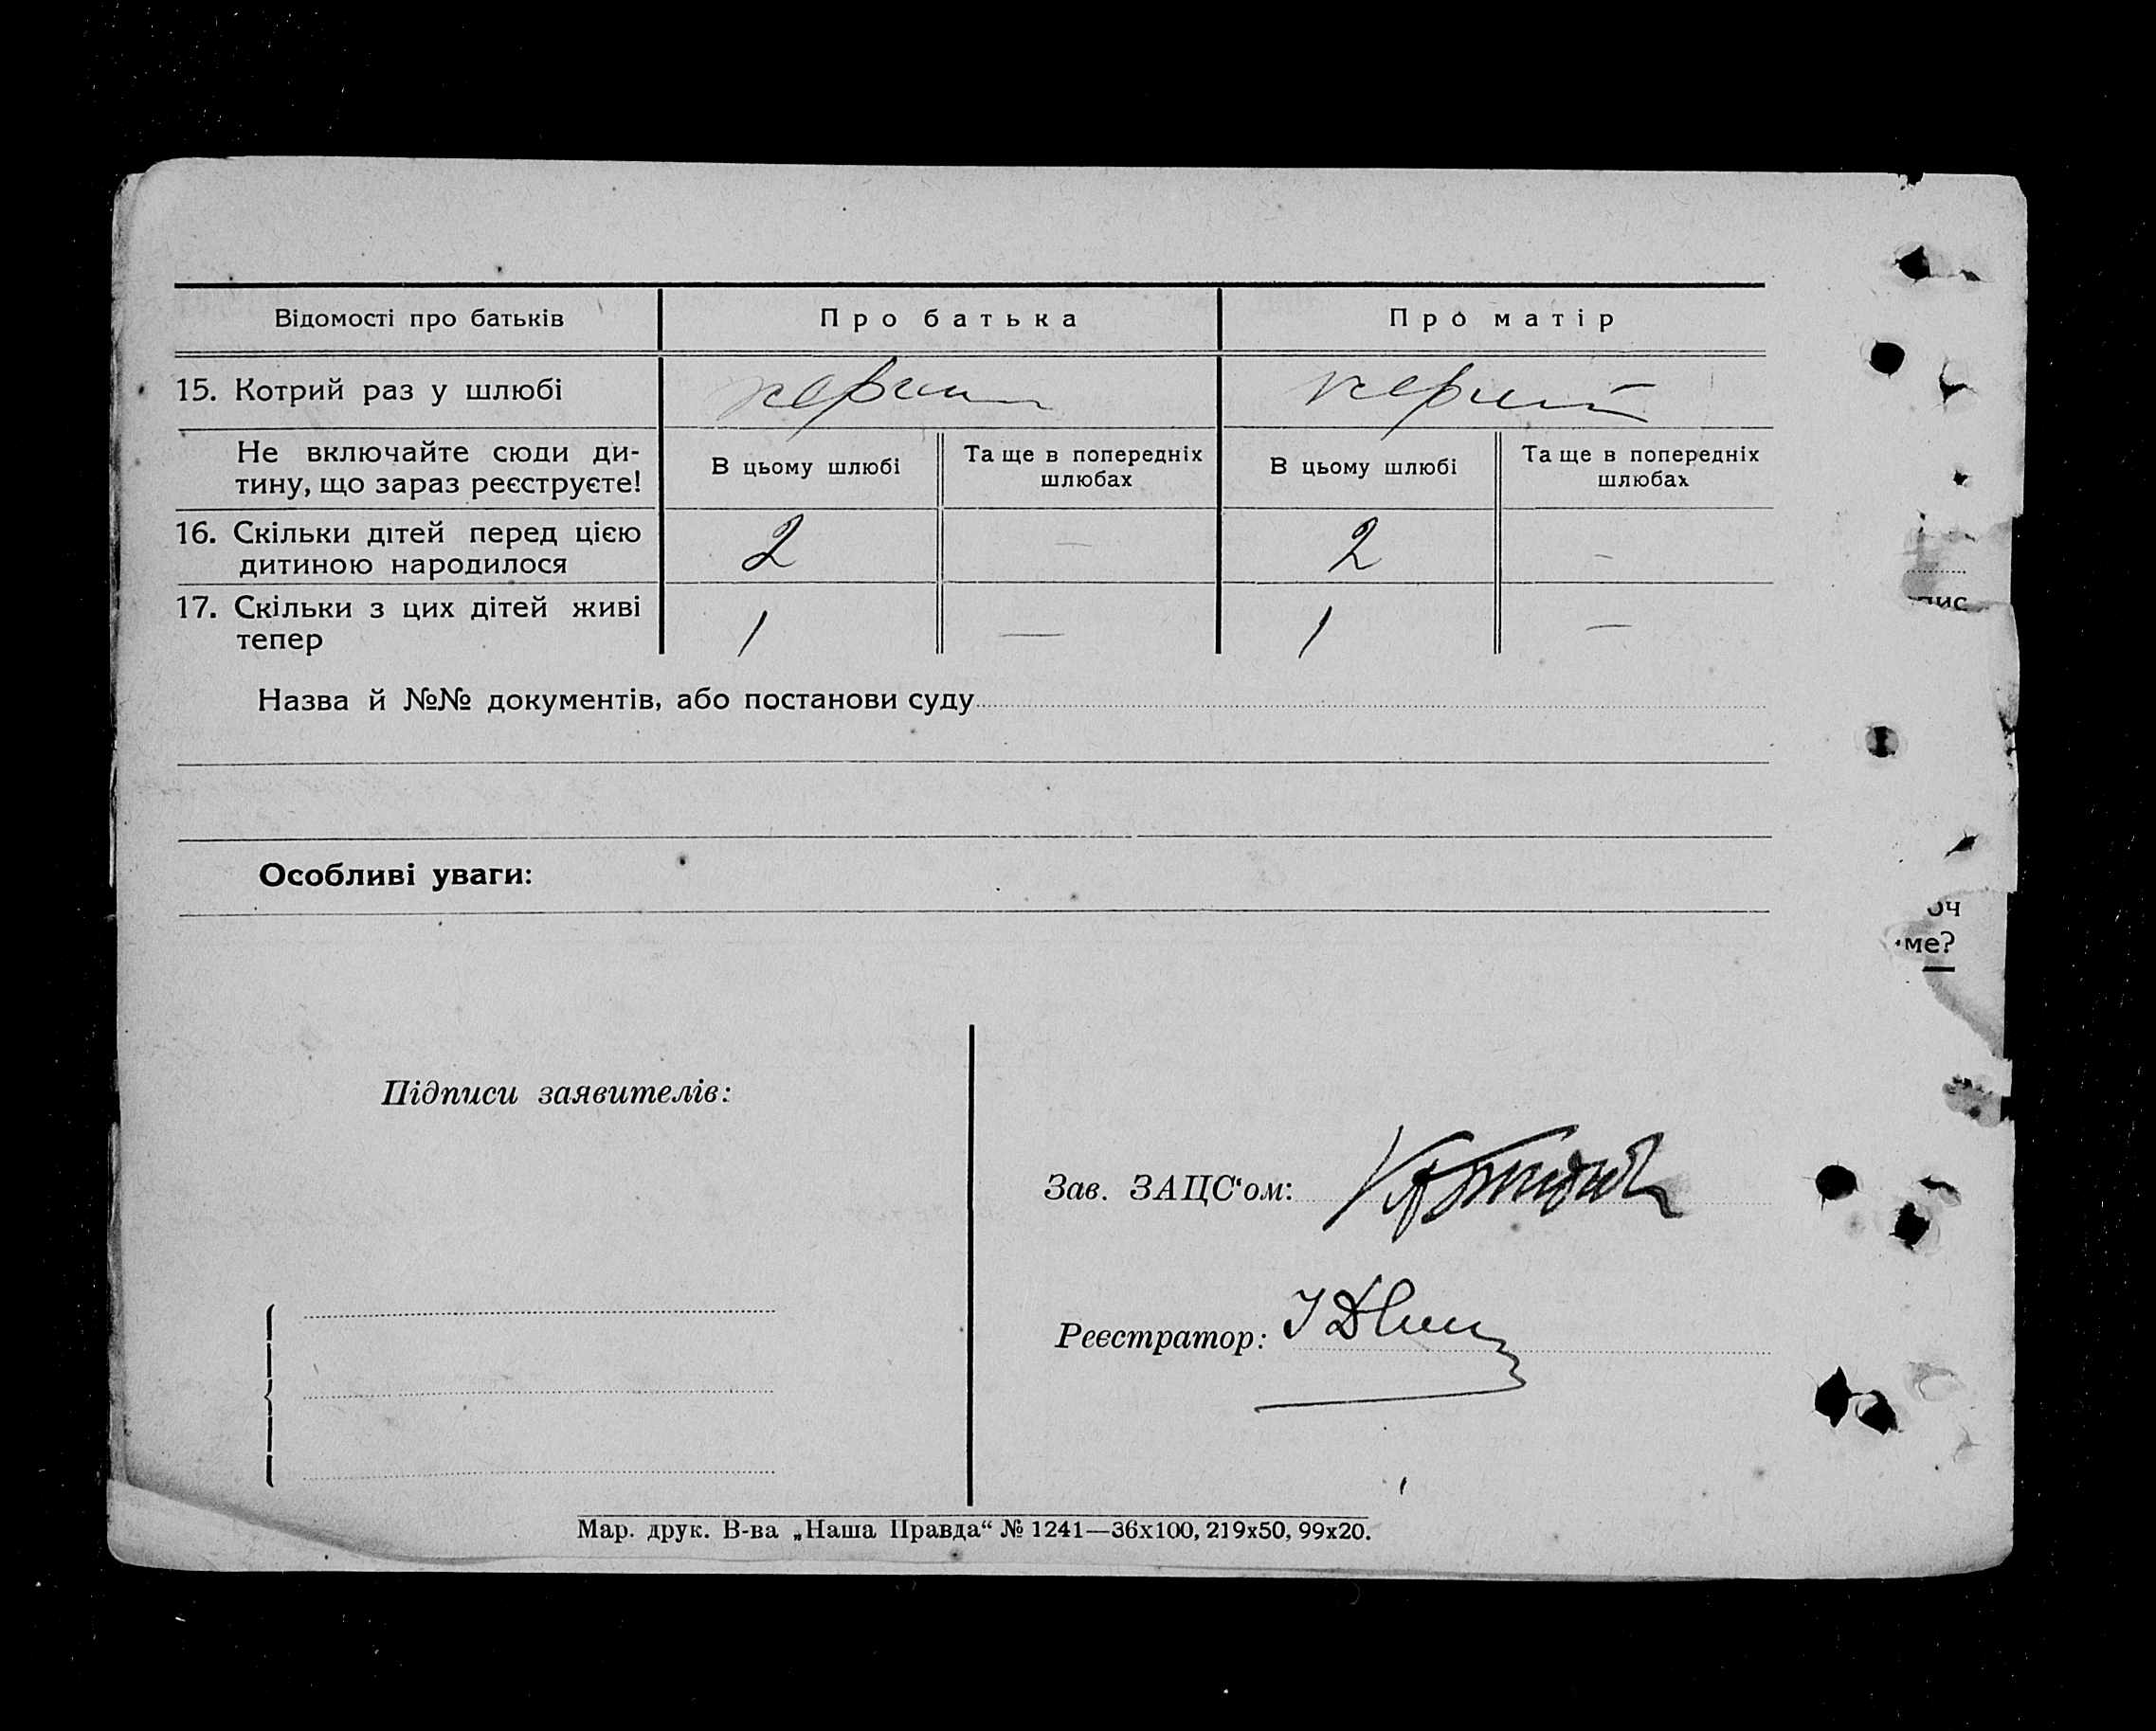 Відомості про батьків Про батька Про матір
15. Котрий раз у шлюбі перший перший
Не включайте сюди ди-
тину, що зараз реєструєте!
В цьому шлюбі
Та ще в попередніх
шлюбах
В цьому шлюбі
Та ще в попередніх
шлюбах
16. Скільки дітей перед цією
дитиною народилося
2 — 2 —
17. Скільки з цих дітей живі
тепер
1 — 1 —
Назва й №№ документів, або постанови суду
Особливі уваги:
Підписи заявителів:
Зав. ЗАЦС‘ом:
Реєстратор:
Мар. друк. В-ва „Наша Правда“ № 1241—36х100, 219х50, 99х20.
ме?